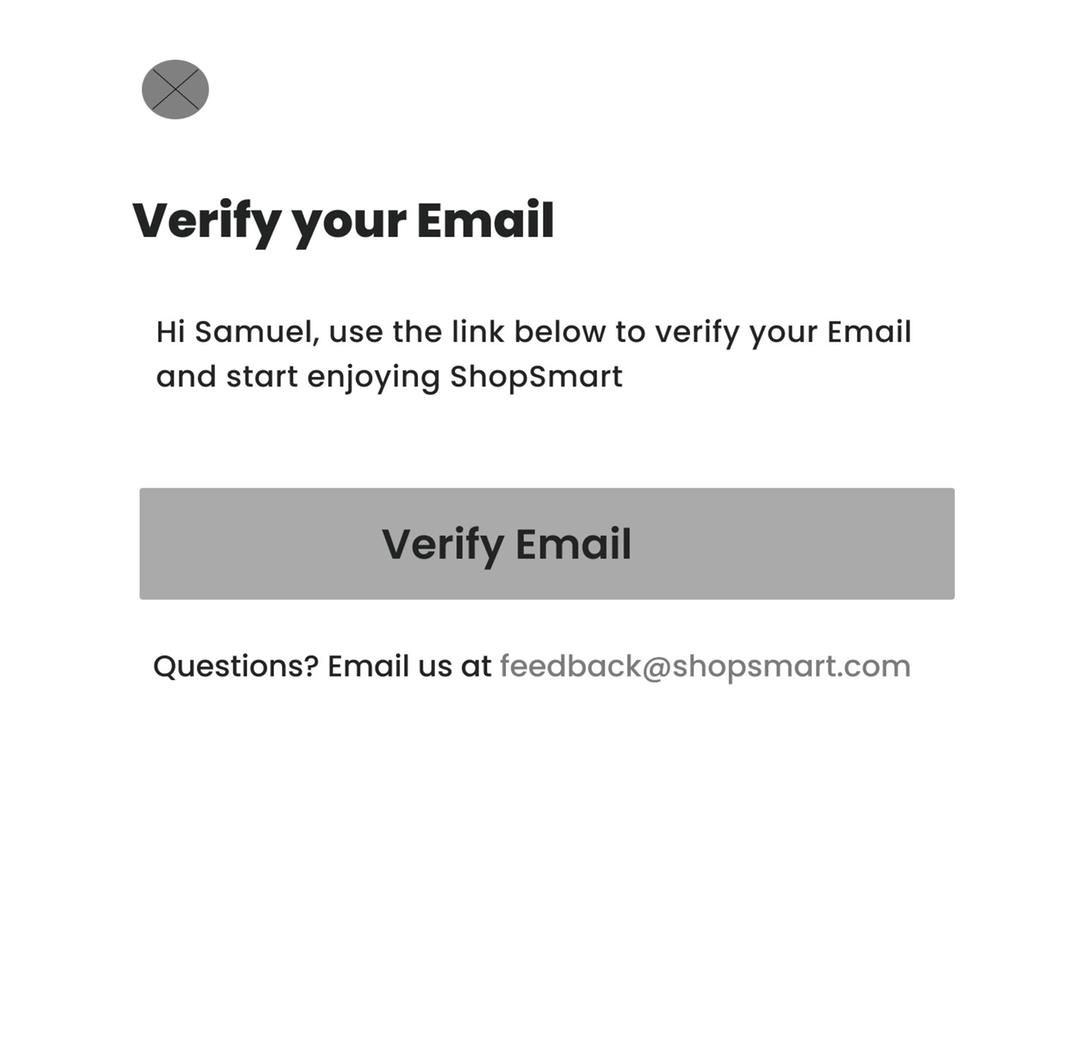 Verify your Email
Hi Samuel, use the link below to verify your Email
and start enjoying ShopSmart
Verify Email
Questions? Email us at feedback@shopsmart.com